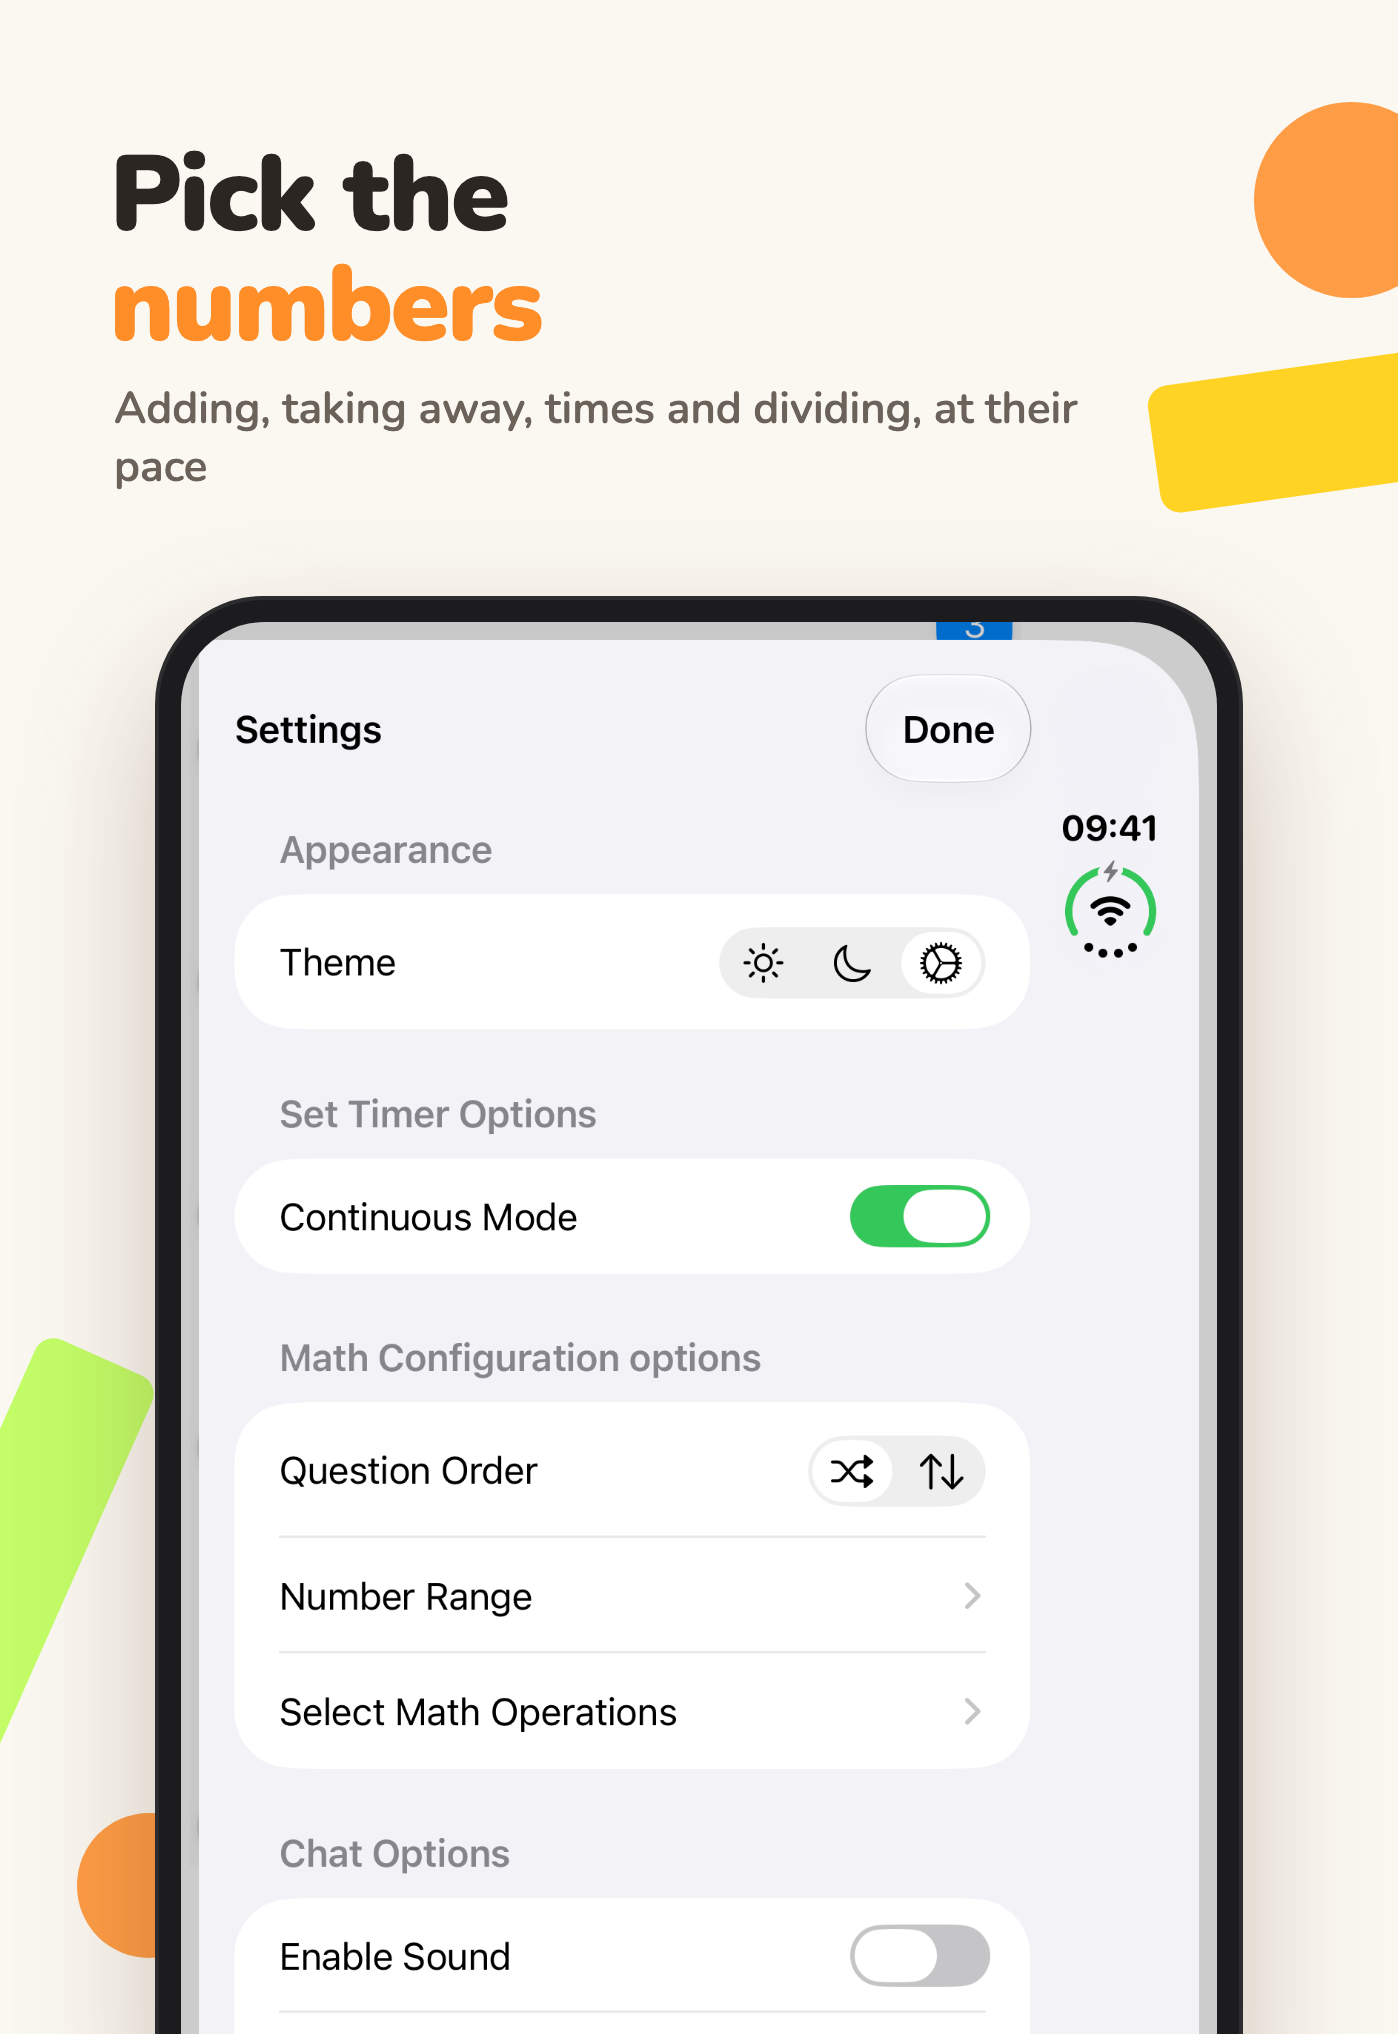 Pick the
numbers
Adding, taking away, times and dividing, at their
pace
3
Settings
Done
09:41
Appearance
Theme
Set Timer Options
Continuous Mode
Math Configuration options
Question Order
Number Range
Select Math Operations
Chat Options
Enable Sound